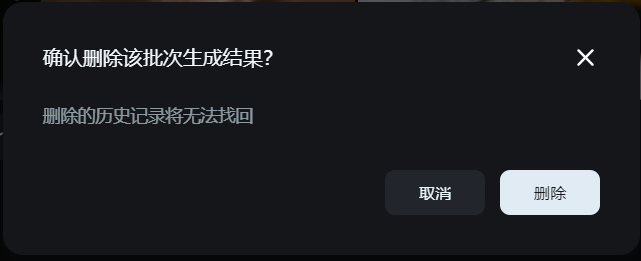 确认删除该批次生成结果?
删除的历史记录将无法找回
取消
删除